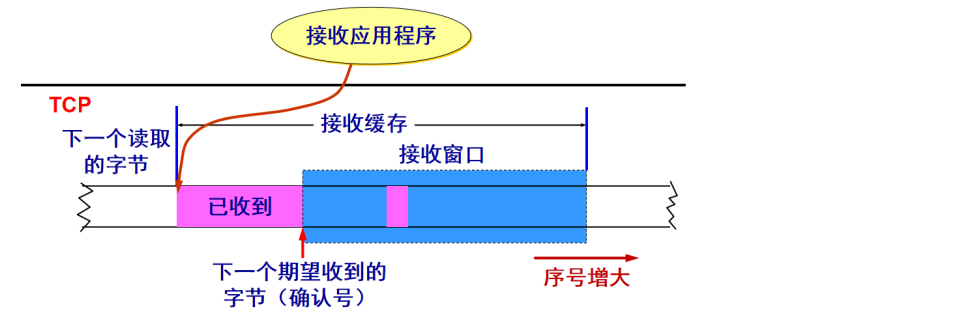 接收应用程序
TCP
下一个读取
的字节
接收缓存
接收窗口
已收到
下一个期望收到的
字节（确认号）
序号增大